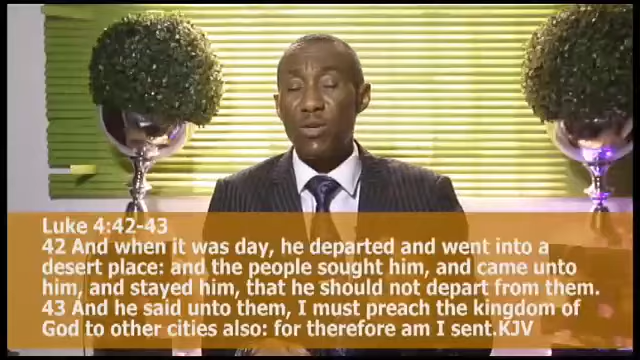 Luke 4:42-43
42 And when it was day, he departed and went into a
desert place: and the people sought him, and came unto
him, and stayed him, that he should not depart from them.
43 And he said unto them, I must preach the kingdom of
God to other cities also: for therefore am I sent.KJV